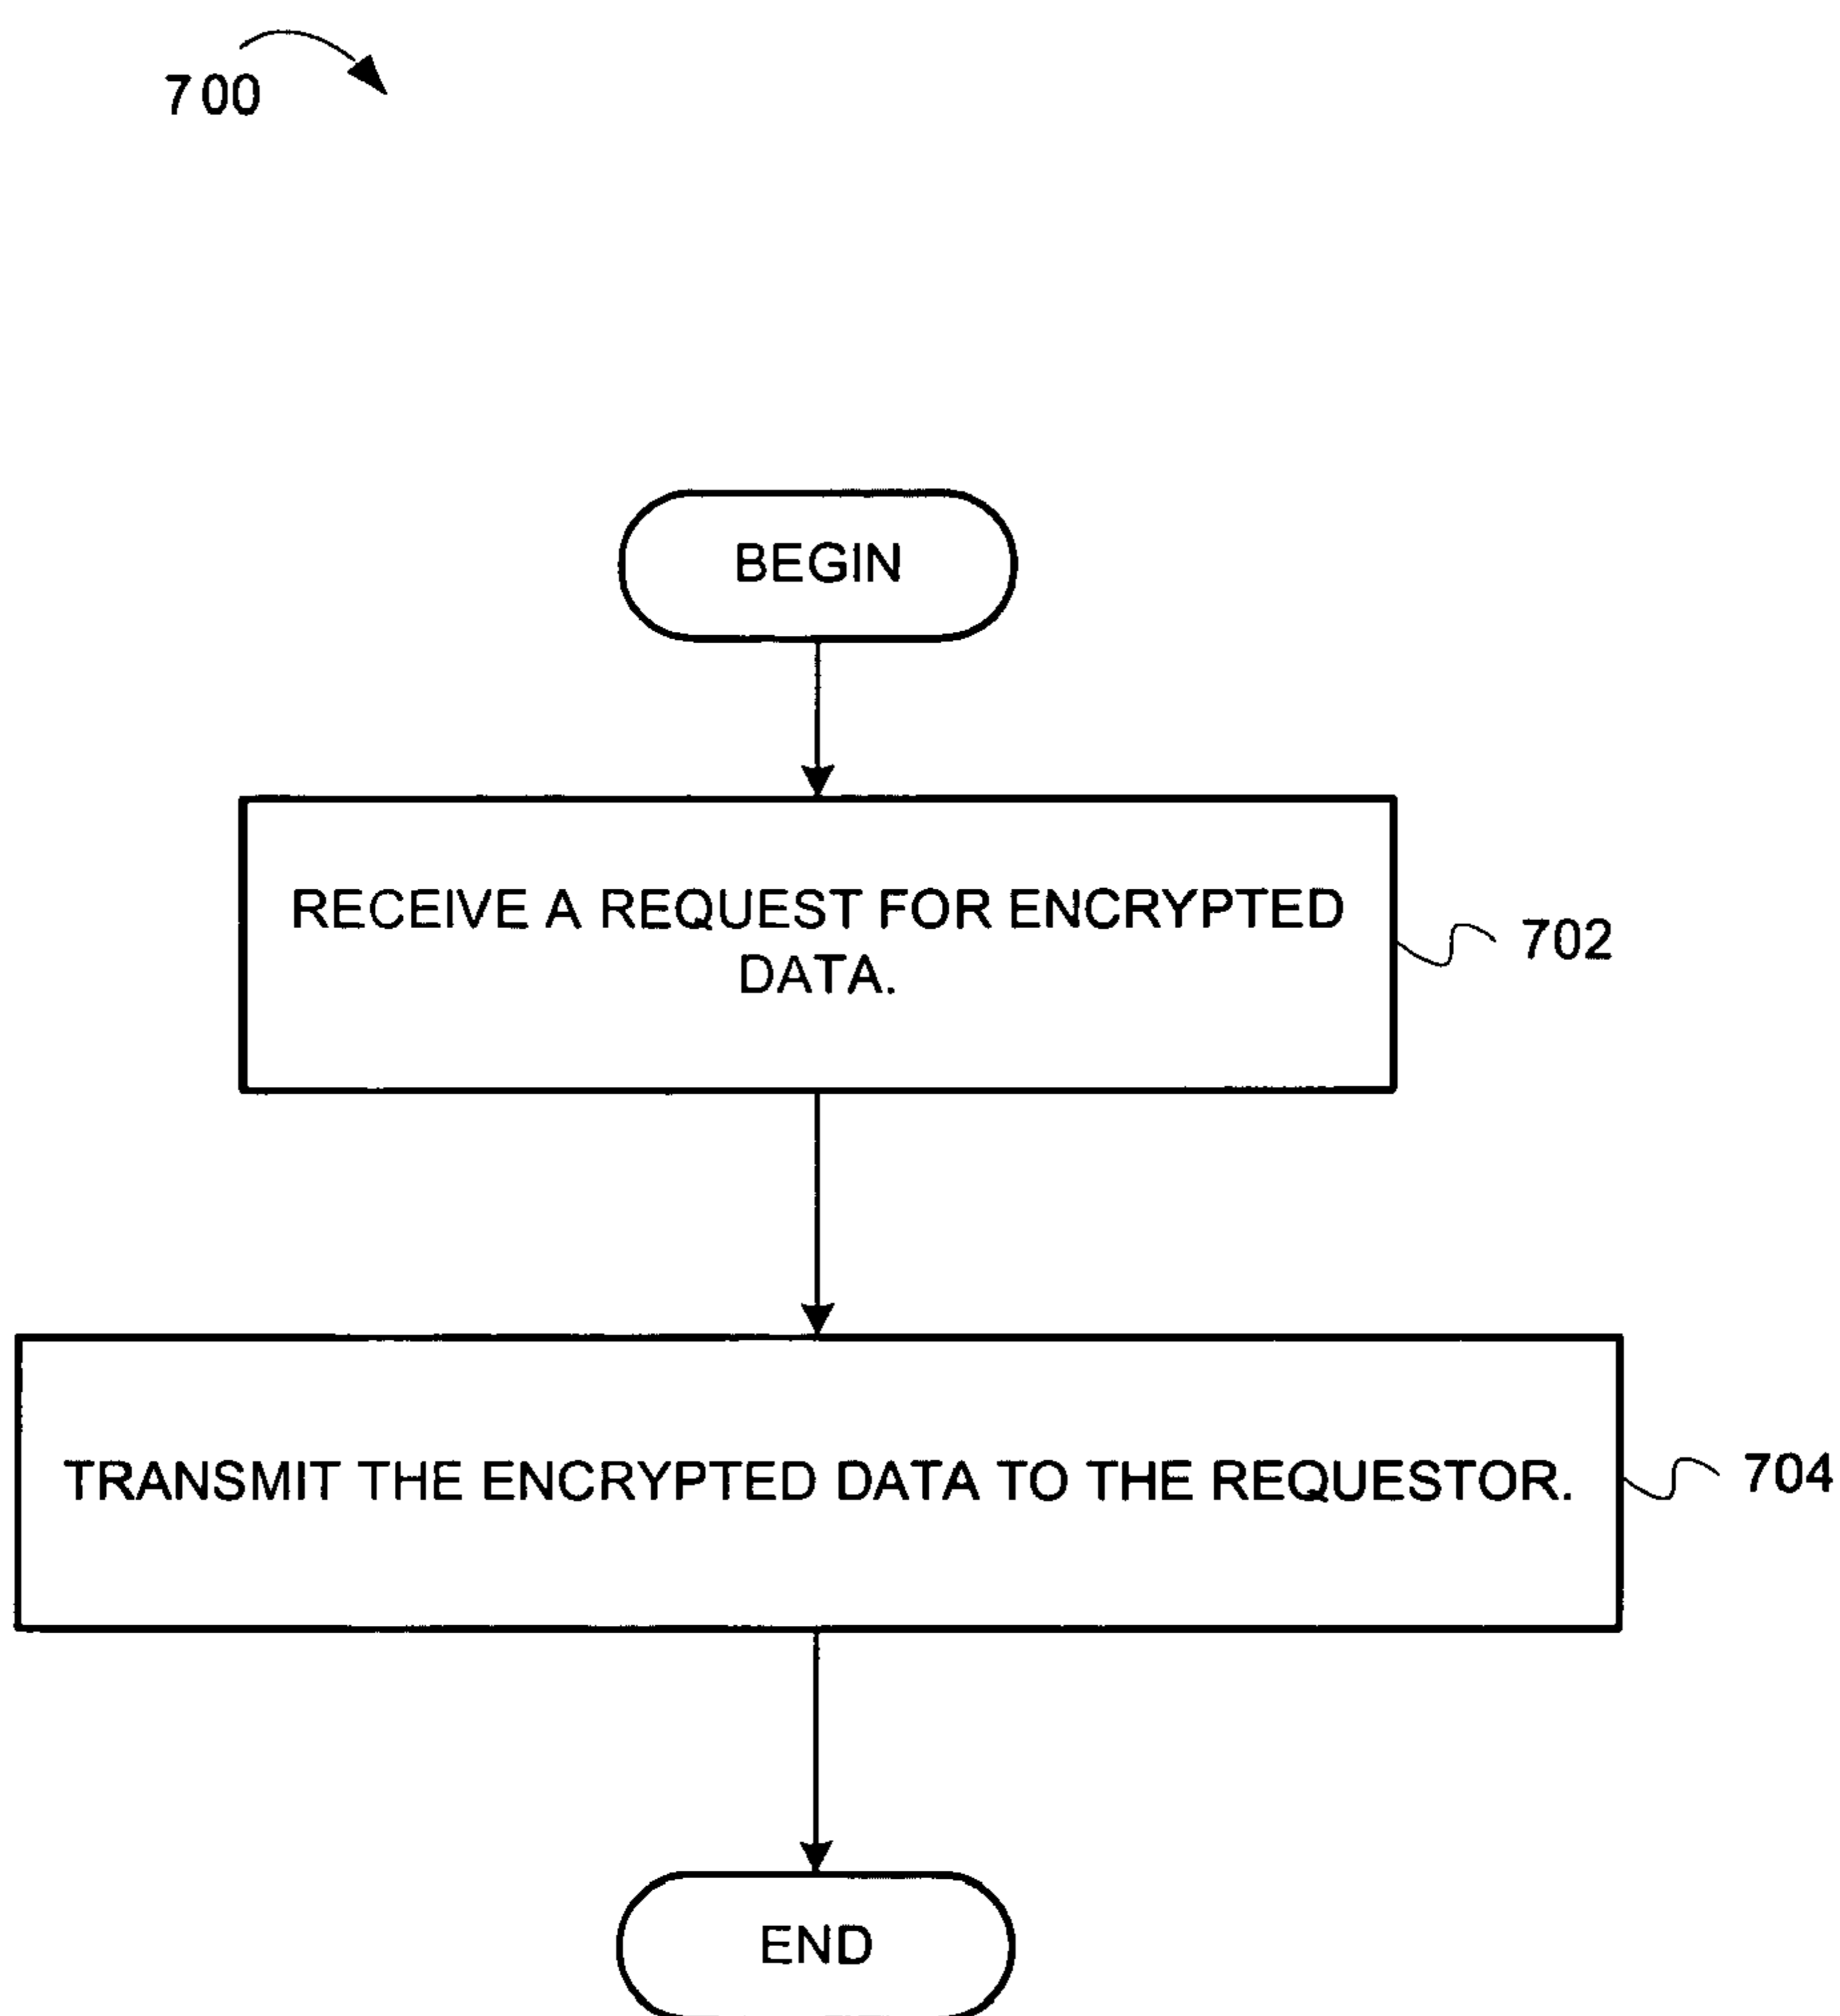 700
BEGIN
RECEIVE A REQUEST FOR ENCRYPTED
DATA.
702
TRANSMIT THE ENCRYPTED DATA TO THE REQUESTOR.
704
END